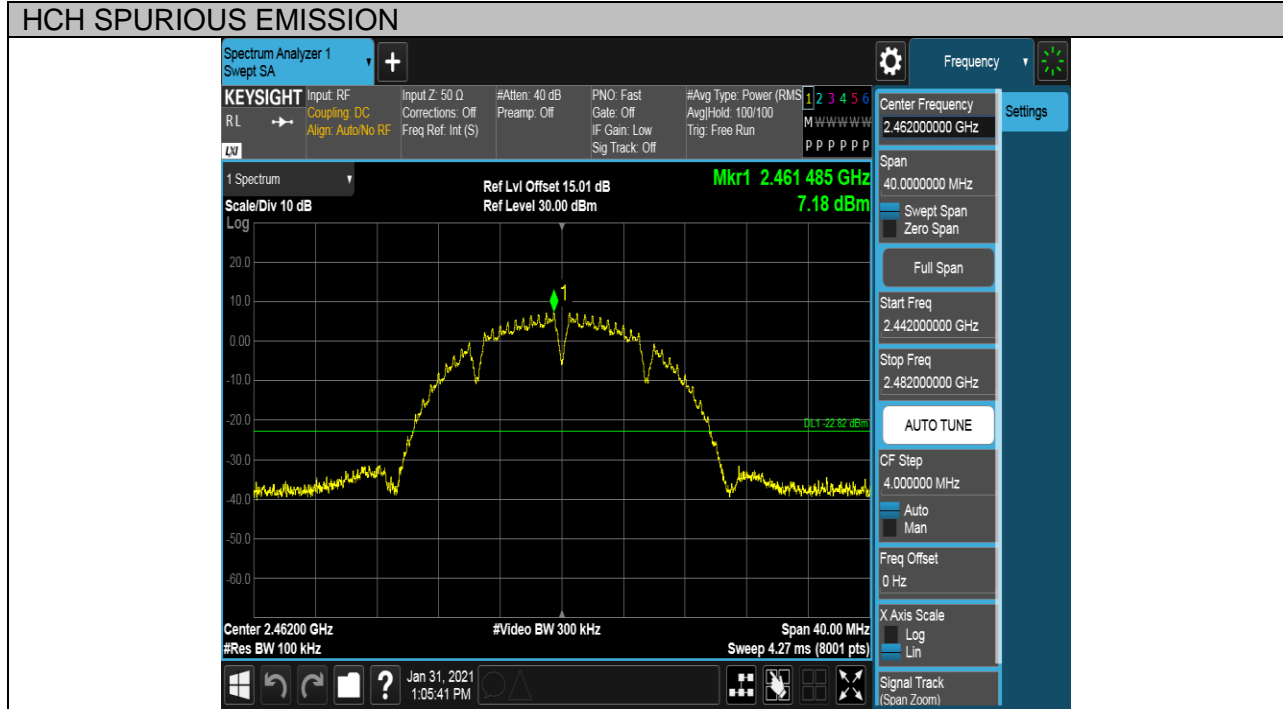 HCH SPURIOUS EMISSION
Spectrum Analyzer 1
Swept SA
Frequency
KEYSIGHT
RL
LXI
Input: RF
Coupling: DC
Align: Auto/No RF
Input Z: 50 Ω
Corrections: Off
Freq Ref: Int (S)
#Atten: 40 dB
Preamp: Off
PNO: Fast
Gate: Off
IF Gain: Low
Sig Track: Off
#Avg Type: Power (RMS
Avg|Hold: 100/100
Trig: Free Run
1 2 3 4 5 6
M W W W W W
P P P P P P
1 Spectrum
Scale/Div 10 dB
Ref Lvl Offset 15.01 dB
Ref Level 30.00 dBm
Mkr1 2.461 485 GHz
7.18 dBm
Log
20.0
10.0
0.00
-10.0
-20.0
-30.0
-40.0
-50.0
-60.0
1
DL1 -22.82 dBm
Center 2.46200 GHz
#Res BW 100 kHz
#Video BW 300 kHz
Span 40.00 MHz
Sweep 4.27 ms (8001 pts)
Jan 31, 2021
1:05:41 PM
Center Frequency
2.462000000 GHz
Settings
Span
40.0000000 MHz
Swept Span
Zero Span
Full Span
Start Freq
2.442000000 GHz
Stop Freq
2.482000000 GHz
AUTO TUNE
CF Step
4.000000 MHz
Auto
Man
Freq Offset
0 Hz
X Axis Scale
Log
Lin
Signal Track
(Span Zoom)